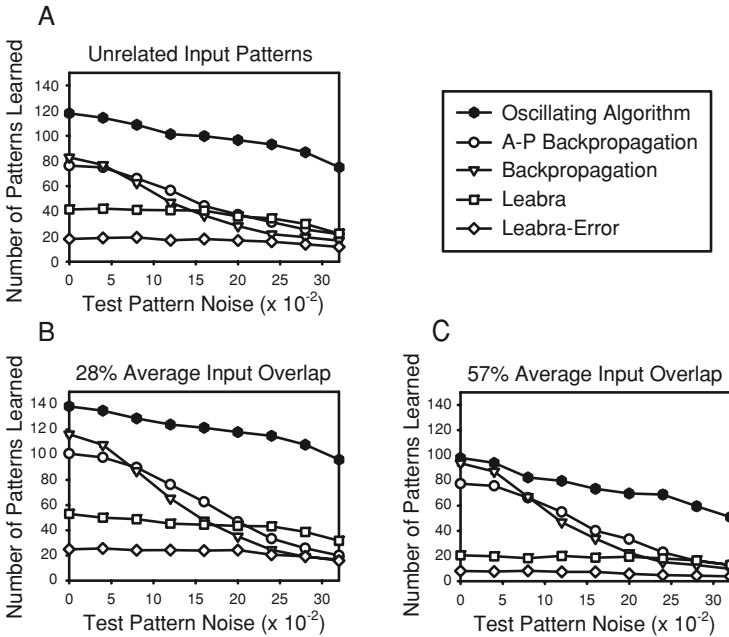 A
Unrelated Input Patterns
Number of Patterns Learned
140
120
100
80
60
40
20
0
0 5 10 15 20 25 30
Test Pattern Noise (x 10-2)
Oscillating Algorithm
A-P Backpropagation
Backpropagation
Leabra
Leabra-Error
B
28% Average Input Overlap
Number of Patterns Learned
140
120
100
80
60
40
20
0
0 5 10 15 20 25 30
Test Pattern Noise (x 10-2)
C
57% Average Input Overlap
Number of Patterns Learned
140
120
100
80
60
40
20
0
0 5 10 15 20 25 30
Test Pattern Noise (x 10-2)